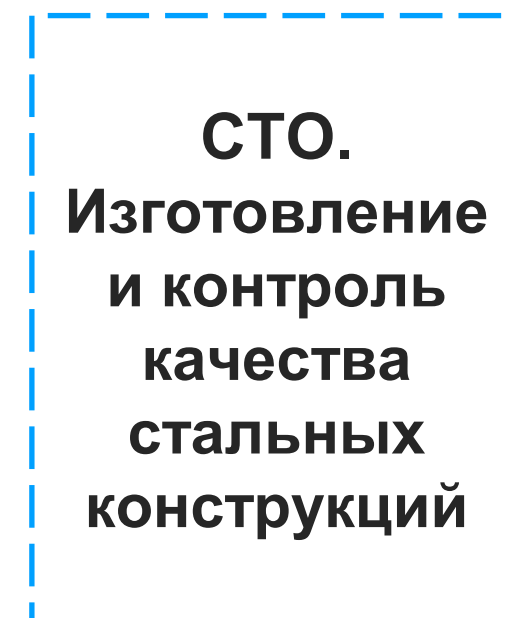 СТО.
Изготовление
и контроль
качества
стальных
конструкций